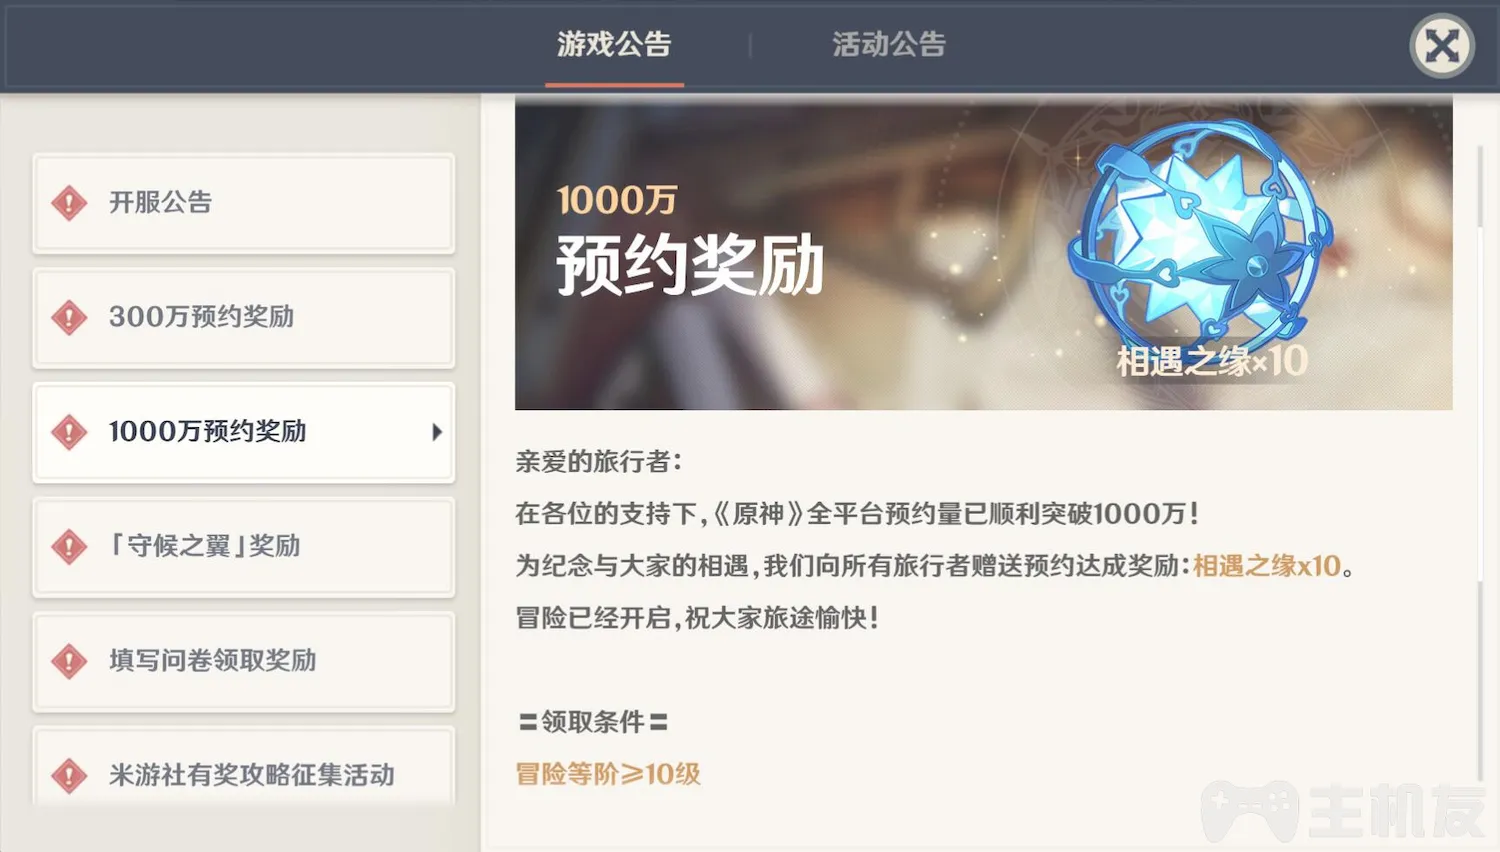 游戏公告
活动公告
开服公告
300万预约奖励
1000万预约奖励
「守候之翼」奖励
填写问卷领取奖励
米游社有奖攻略征集活动
1000万
预约奖励
相遇之缘×10
亲爱的旅行者：
在各位的支持下，《原神》全平台预约量已顺利突破1000万！
为纪念与大家的相遇，我们向所有旅行者赠送预约达成奖励：相遇之缘x10。
冒险已经开启，祝大家旅途愉快！
〓领取条件〓
冒险等阶≥10级
主机友